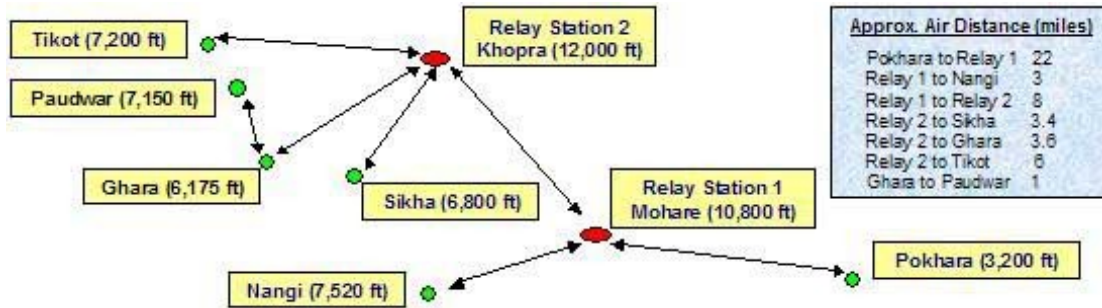 Tikot (7,200 ft)
Relay Station 2
Khopra (12,000 ft)
Paudwar (7,150 ft)
Ghara (6,175 ft)
Sikha (6,800 ft)
Relay Station 1
Mohare (10,800 ft)
Nangi (7,520 ft)
Pokhara (3,200 ft)
Approx. Air Distance (miles)
Pokhara to Relay 1 22
Relay 1 to Nangi 3
Relay 1 to Relay 2 8
Relay 2 to Sikha 3.4
Relay 2 to Ghara 3.6
Relay 2 to Tikot 6
Ghara to Paudwar 1